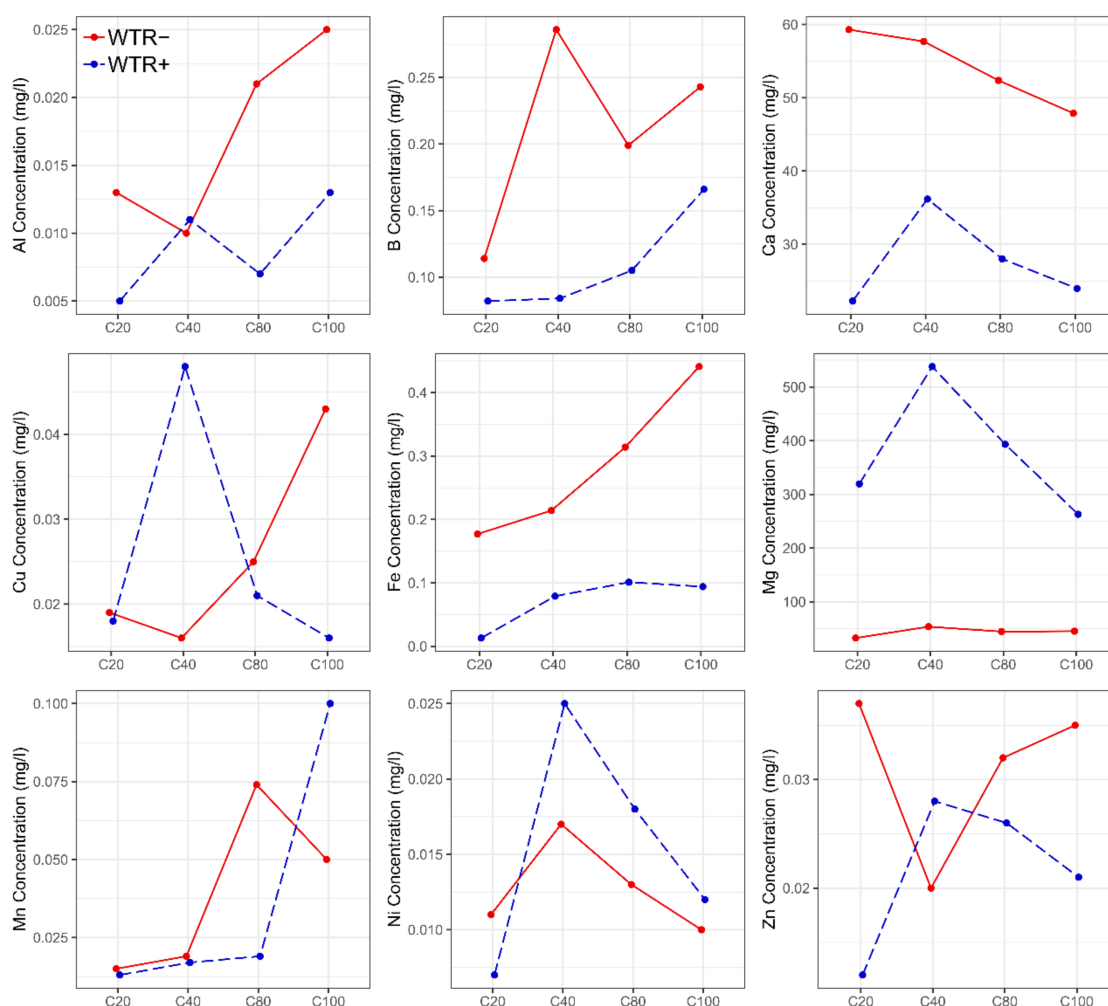 WTR−
WTR+
Al Concentration (mg/l)
0.025
0.020
0.015
0.010
0.005
C20 C40 C80 C100
B Concentration (mg/l)
0.25
0.20
0.15
0.10
C20 C40 C80 C100
Ca Concentration (mg/l)
60
50
40
30
C20 C40 C80 C100
Cu Concentration (mg/l)
0.04
0.03
0.02
C20 C40 C80 C100
Fe Concentration (mg/l)
0.4
0.3
0.2
0.1
0.0
C20 C40 C80 C100
Mg Concentration (mg/l)
500
400
300
200
100
C20 C40 C80 C100
Mn Concentration (mg/l)
0.100
0.075
0.050
0.025
C20 C40 C80 C100
Ni Concentration (mg/l)
0.025
0.020
0.015
0.010
C20 C40 C80 C100
Zn Concentration (mg/l)
0.03
0.02
C20 C40 C80 C100